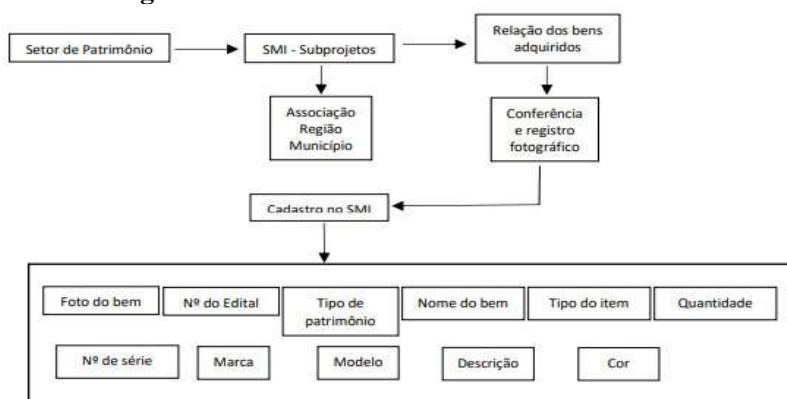 Setor de Patrimônio
SMI - Subprojetos
Relação dos bens
adquiridos
Associação
Região
Município
Conferência
e registro
fotográfico
Cadastro no SMI
Foto do bem
Nº do Edital
Tipo de
patrimônio
Nome do bem
Tipo do item
Quantidade
Nº de série
Marca
Modelo
Descrição
Cor